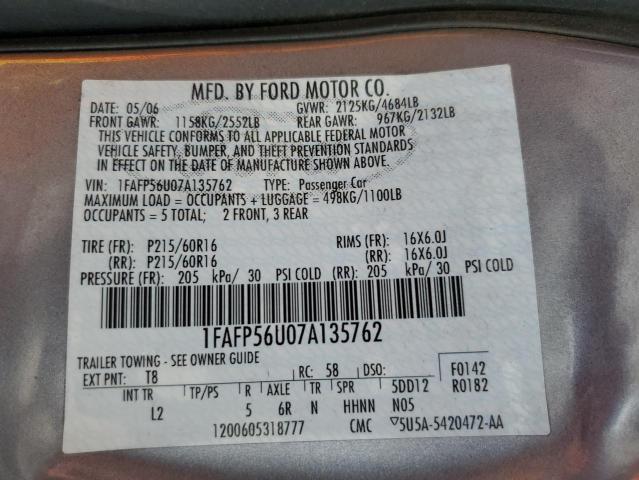 MFD. BY FORD MOTOR CO.
DATE: 05/06 GVWR: 2125KG/4684LB
FRONT GAWR: 1158KG/2552LB REAR GAWR: 967KG/2132LB
THIS VEHICLE CONFORMS TO ALL APPLICABLE FEDERAL MOTOR
VEHICLE SAFETY, BUMPER, AND THEFT PREVENTION STANDARDS
IN EFFECT ON THE DATE OF MANUFACTURE SHOWN ABOVE.
VIN: 1FAFP56U07A135762 TYPE: Passenger Car
MAXIMUM LOAD = OCCUPANTS + LUGGAGE = 498KG/1100LB
OCCUPANTS = 5 TOTAL; 2 FRONT, 3 REAR
TIRE (FR): P215/60R16 RIMS (FR): 16X6.0J
(RR): P215/60R16 (RR): 16X6.0J
PRESSURE (FR): 205 kPa/ 30 PSI COLD (RR): 205 kPa/ 30 PSI COLD
1FAFP56U07A135762
TRAILER TOWING - SEE OWNER GUIDE
EXT PNT: T8 RC: 58 DSO: F0142
INT TR TP/PS R AXLE TR SPR 5DD12 R0182
L2 5 6R N HHNN N05
1200605318777 CMC ▽5U5A-5420472-AA